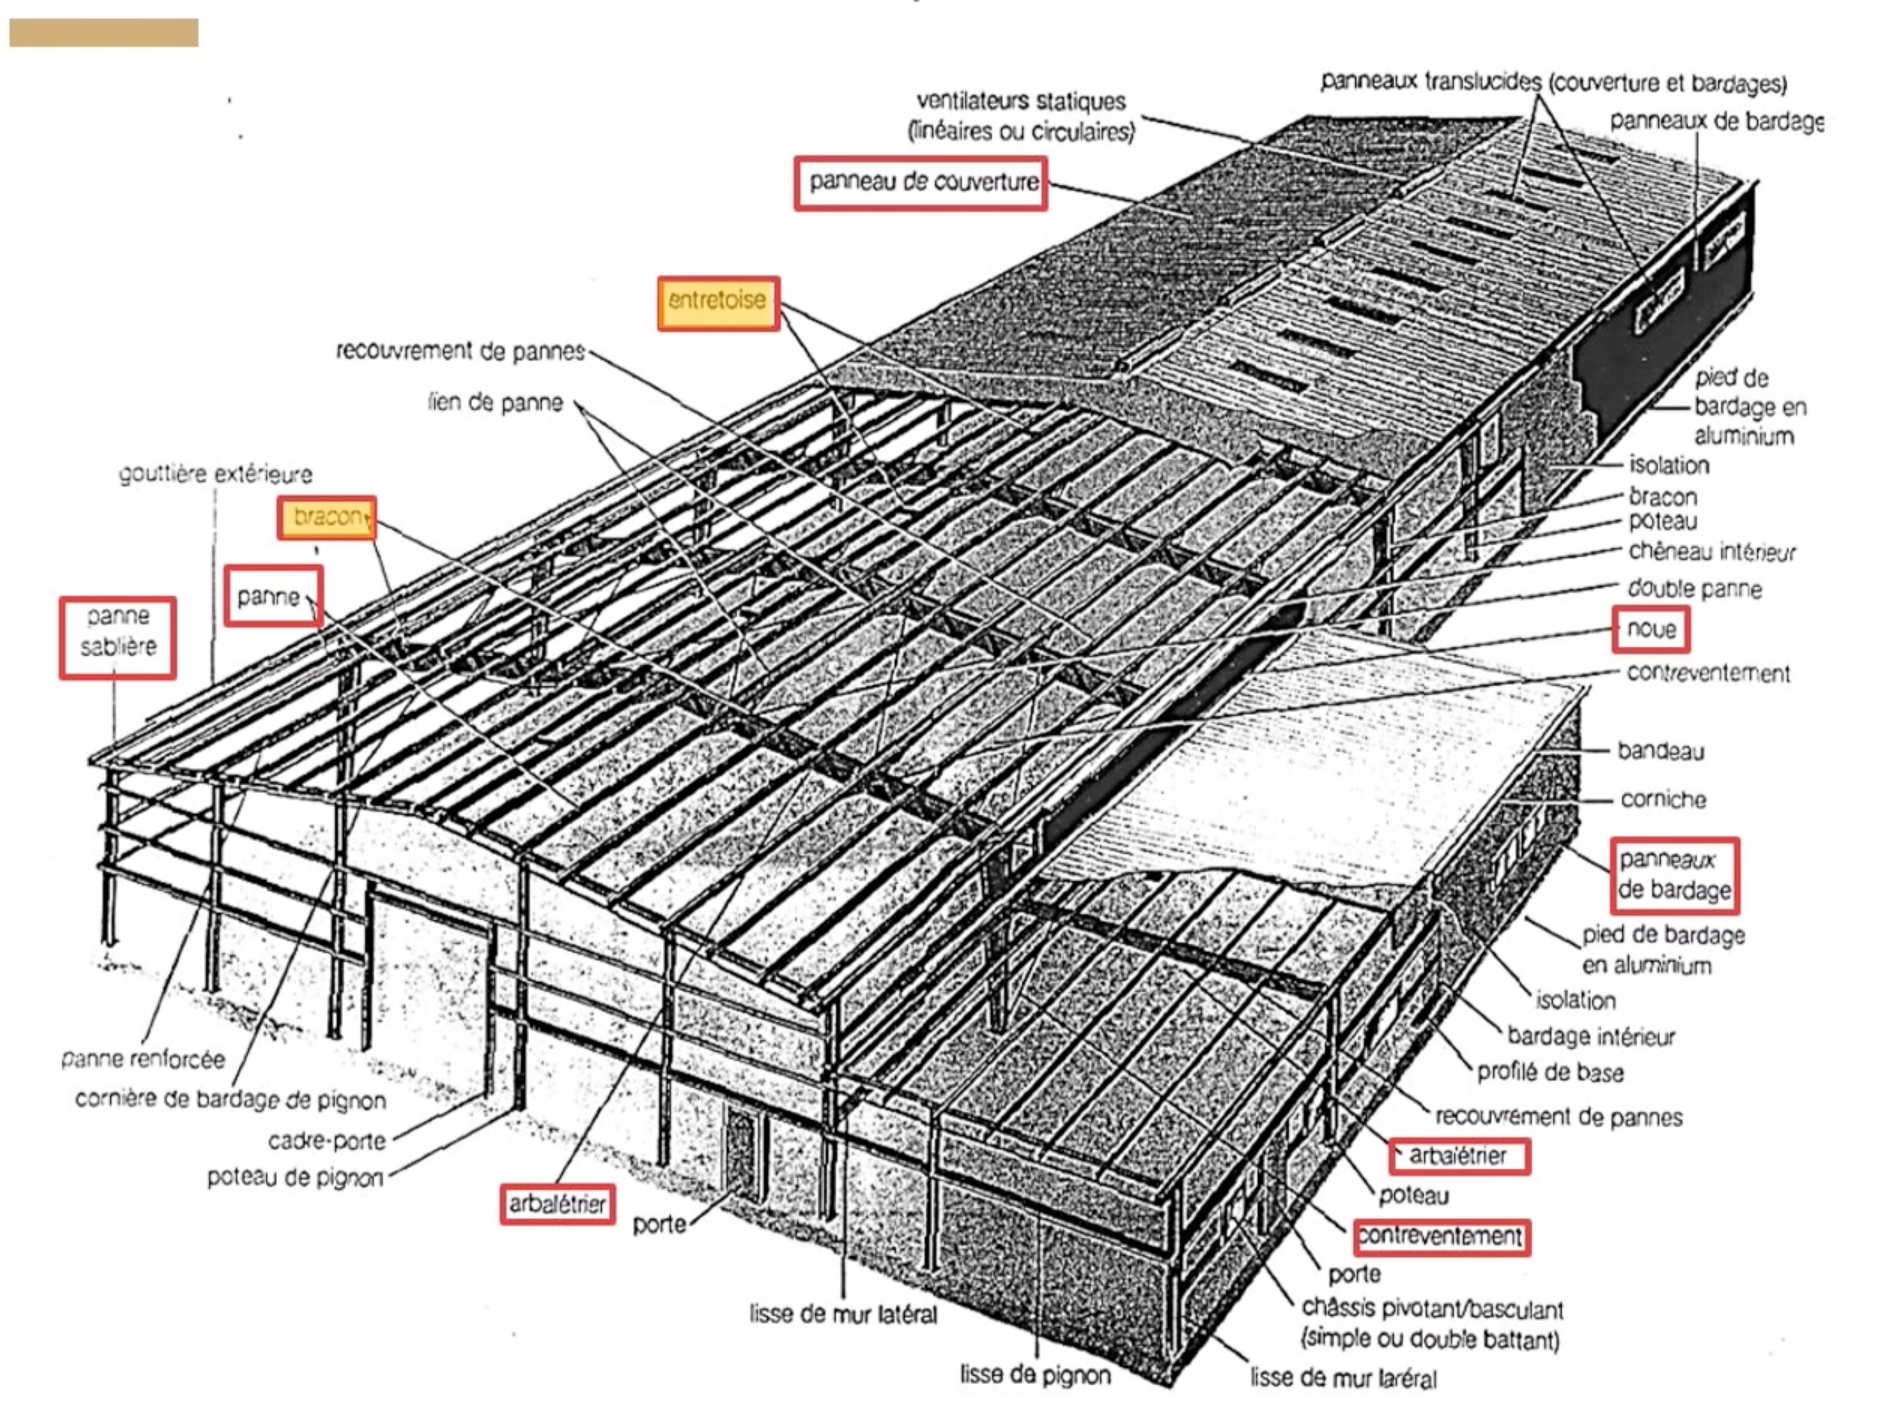 panneaux translucides (couverture et bardages)
ventilateurs statiques
(linéaires ou circulaires)
panneaux de bardage
panneau de couverture
entretoise
recouvrement de pannes
lien de panne
pied de
bardage en
aluminium
gouttière extérieure
isolation
bracon
bracon
poteau
chêneau intérieur
panne
double panne
panne
sablière
noue
contreventement
bandeau
corniche
panneaux
de bardage
pied de bardage
en aluminium
isolation
bardage intérieur
panne renforcée
profilé de base
cornière de bardage de pignon
recouvrement de pannes
cadre-porte
arbalétrier
poteau de pignon
poteau
arbalétrier
porte
contreventement
porte
lisse de mur latéral
châssis pivotant/basculant
(simple ou double battant)
lisse de pignon
lisse de mur laréral